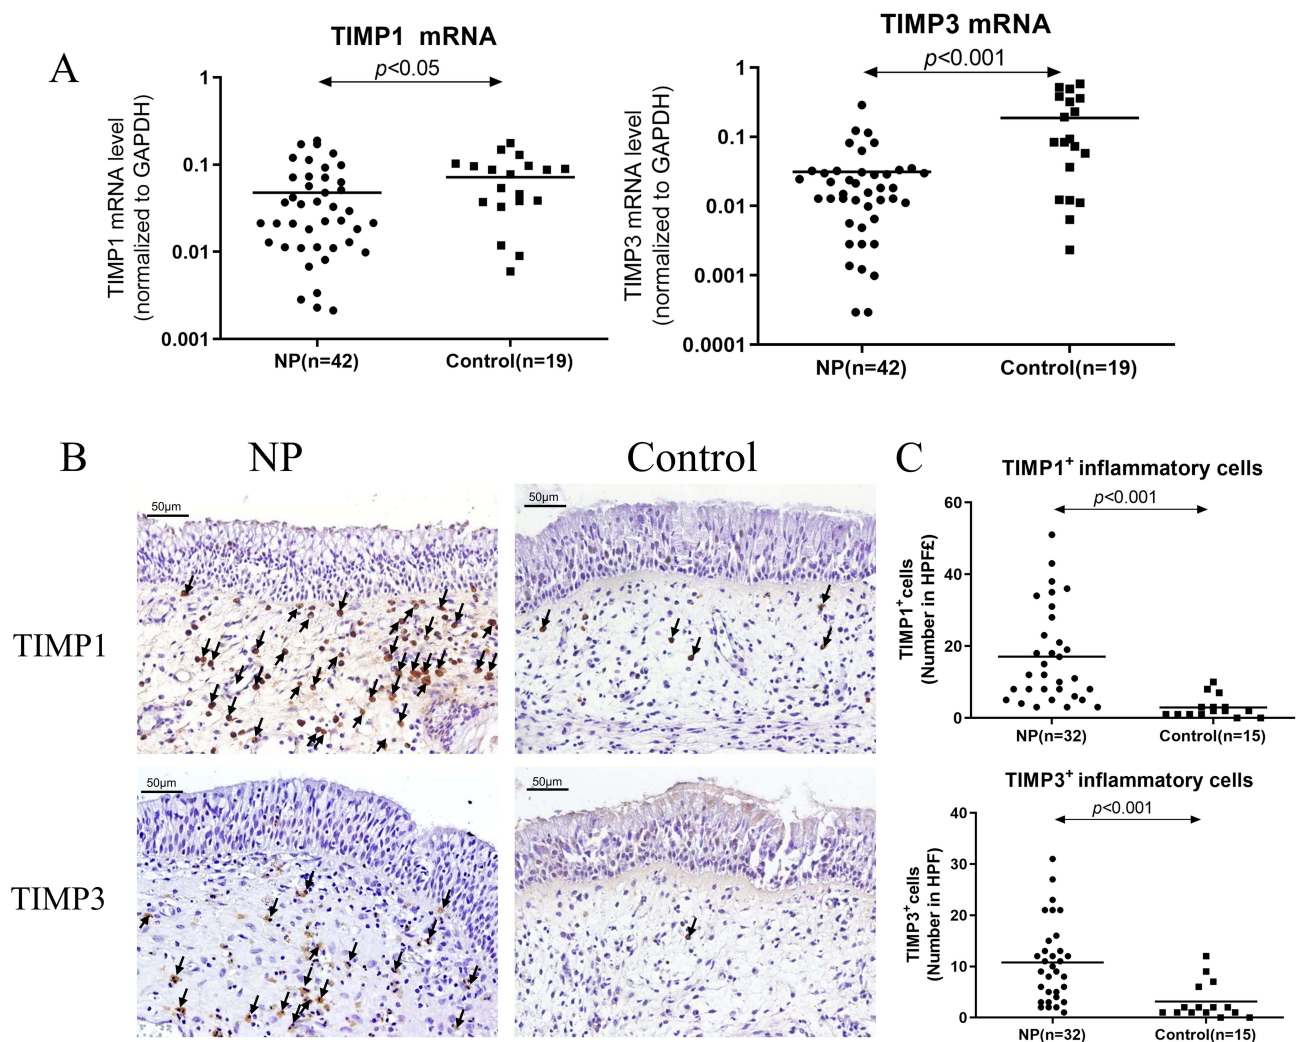 A
TIMP1 mRNA
p<0.05
TIMP1 mRNA level
(normalized to GAPDH)
1
0.1
0.01
0.001
NP(n=42)
Control(n=19)
TIMP3 mRNA
p<0.001
TIMP3 mRNA level
(normalized to GAPDH)
1
0.1
0.01
0.001
0.0001
NP(n=42)
Control(n=19)
B
NP
Control
TIMP1
50µm
50µm
TIMP3
50µm
50µm
C
TIMP1+ inflammatory cells
p<0.001
TIMP1+ cells
(Number in HPF£)
60
40
20
0
NP(n=32)
Control(n=15)
TIMP3+ inflammatory cells
p<0.001
TIMP3+ cells
(Number in HPF)
40
30
20
10
0
NP(n=32)
Control(n=15)